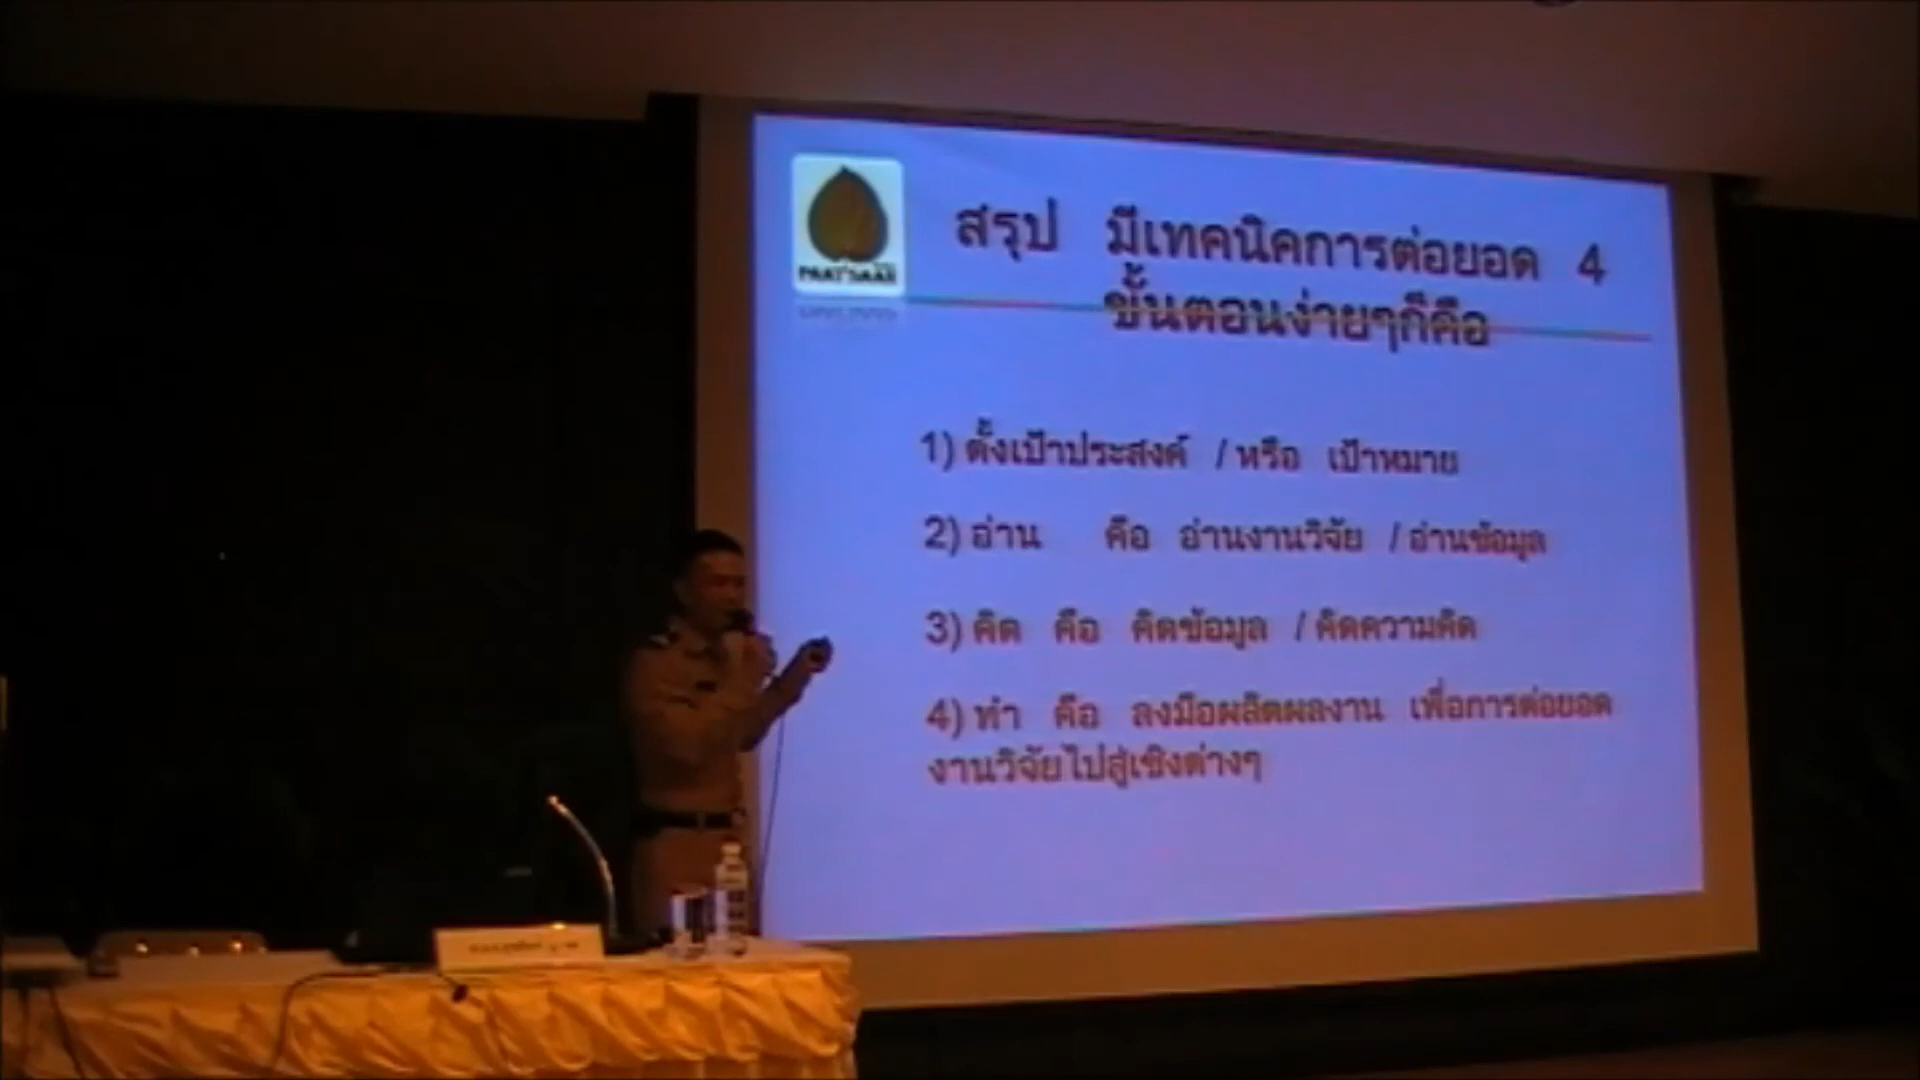 สรุป มีเทคนิคการต่อยอด 4
ขั้นตอนง่ายๆก็คือ
1) ตั้งเป้าประสงค์ / หรือ เป้าหมาย
2) อ่าน คือ อ่านงานวิจัย / อ่านข้อมูล
3) คิด คือ คิดข้อมูล / คิดความคิด
4) ทำ คือ ลงมือผลิตผลงาน เพื่อการต่อยอด
งานวิจัยไปสู่เชิงต่างๆ